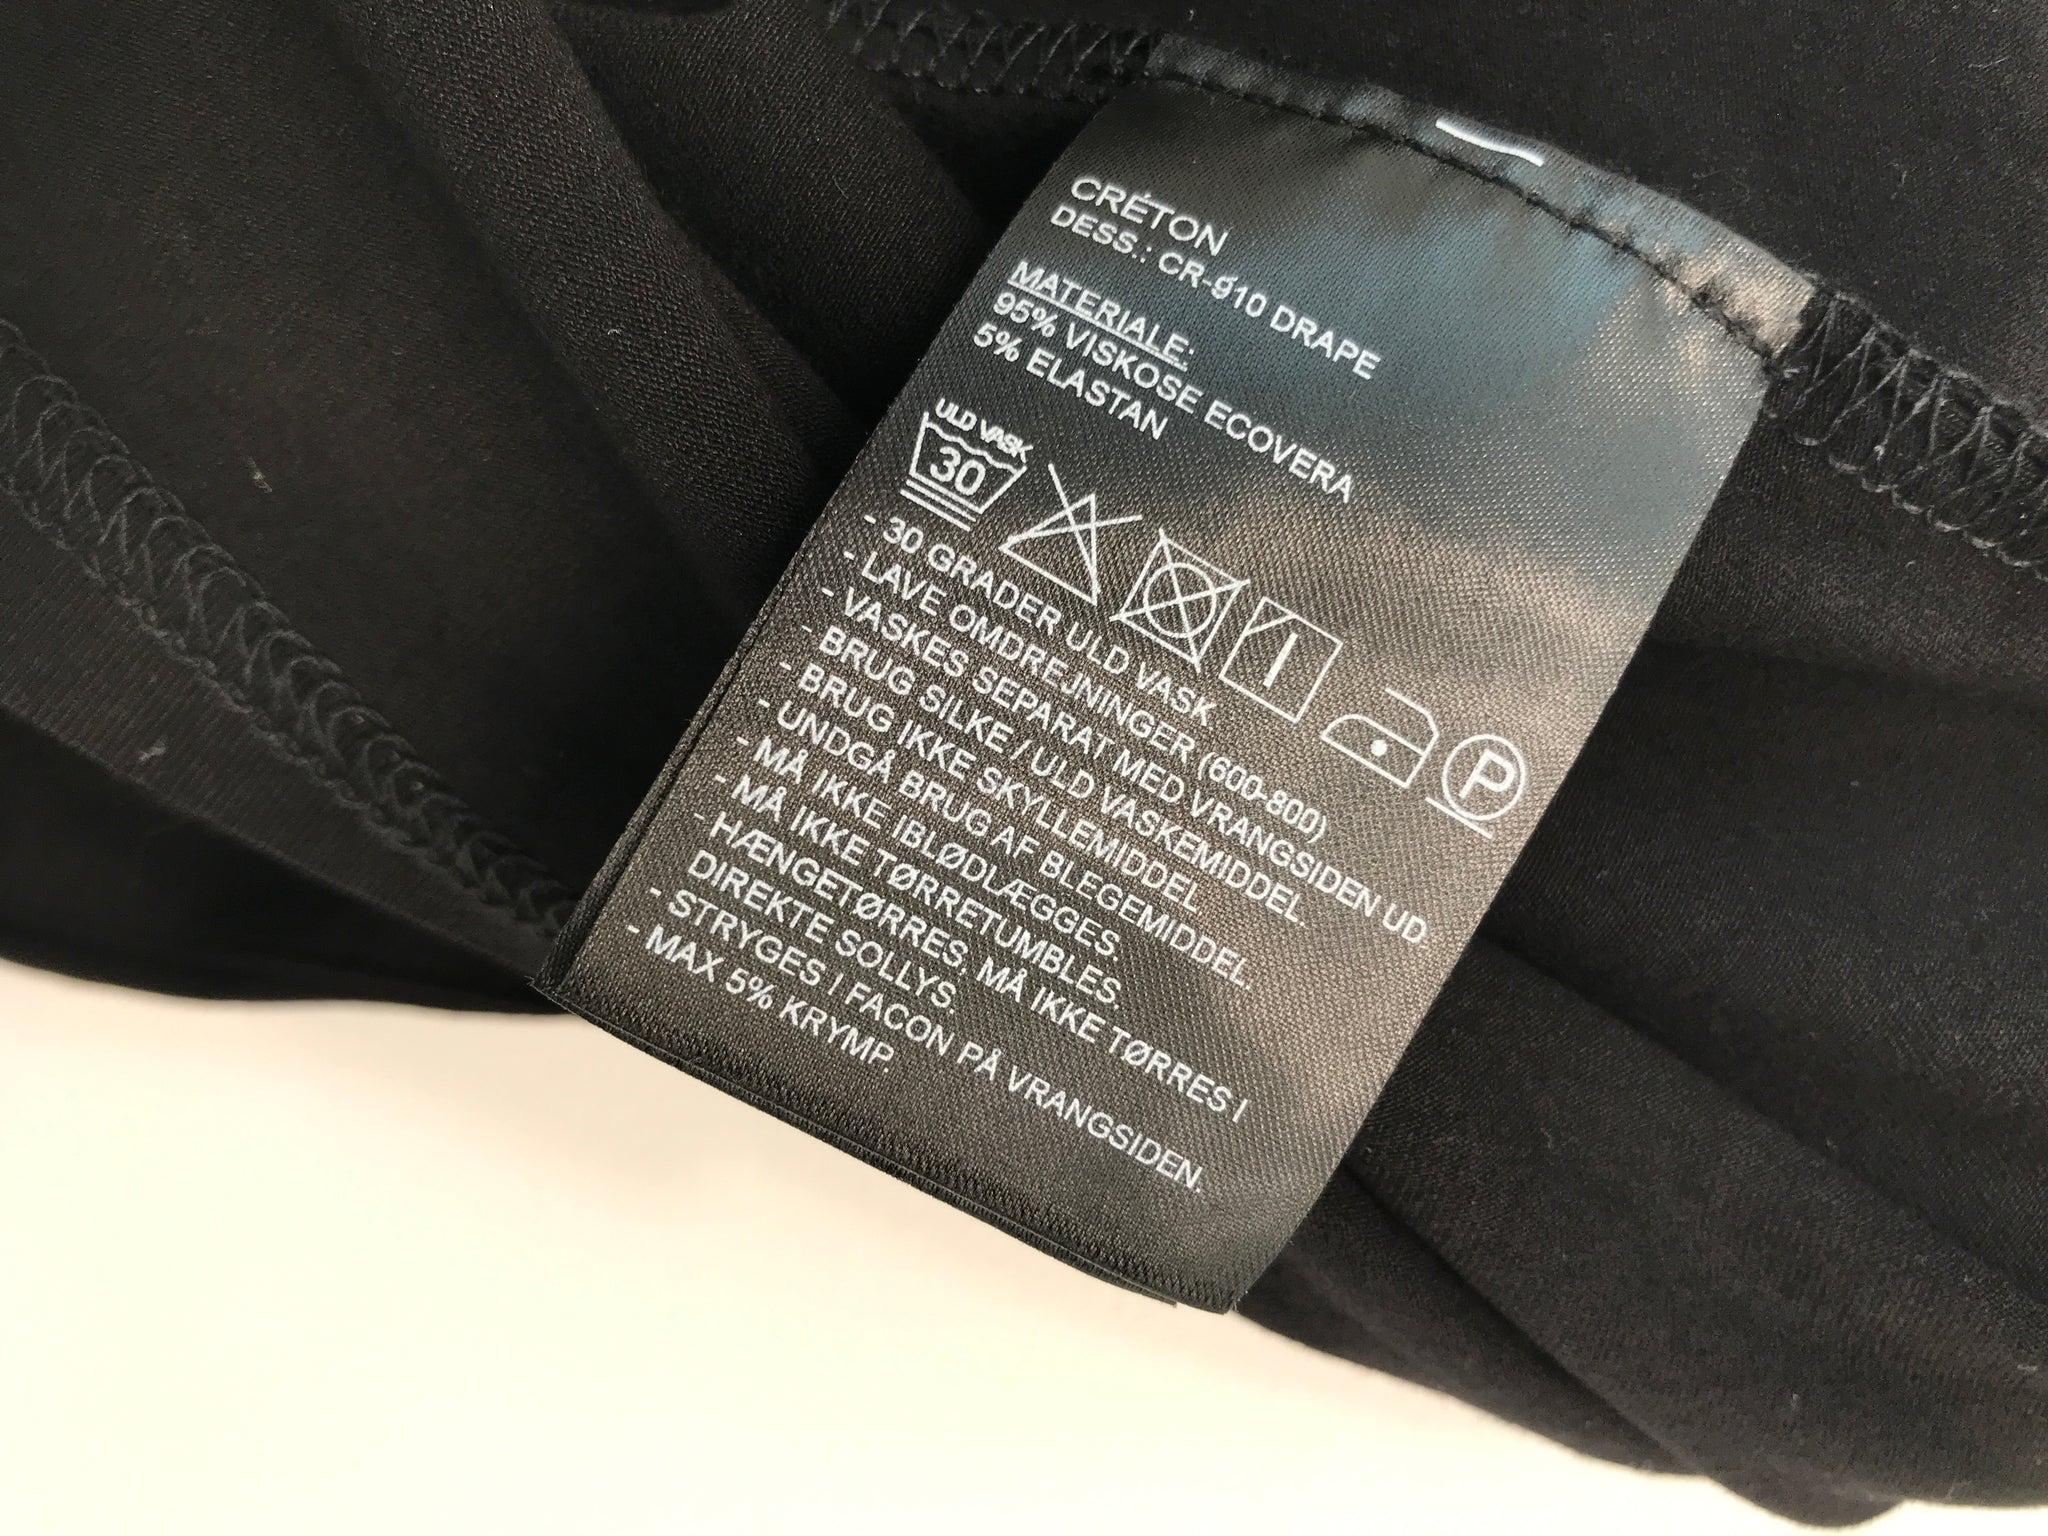 CRÉTON
DESS.: CR-910 DRAPE
MATERIALE:
95% VISKOSE ECOVERA
5% ELASTAN
ULD VASK
30
P
- 30 GRADER ULD VASK
- LAVE OMDREJNINGER (600-800)
- VASKES SEPARAT MED VRANGSIDEN UD
- BRUG SILKE / ULD VASKEMIDDEL.
- BRUG IKKE SKYLLEMIDDEL
- UNDGÅ BRUG AF BLEGEMIDDEL.
- MÅ IKKE IBLØDLÆGGES.
- MÅ IKKE TØRRETUMBLES.
- HÆNGETØRRES. MÅ IKKE TØRRES I
DIREKTE SOLLYS.
- STRYGES I FACON PÅ VRANGSIDEN.
- MAX 5% KRYMP.